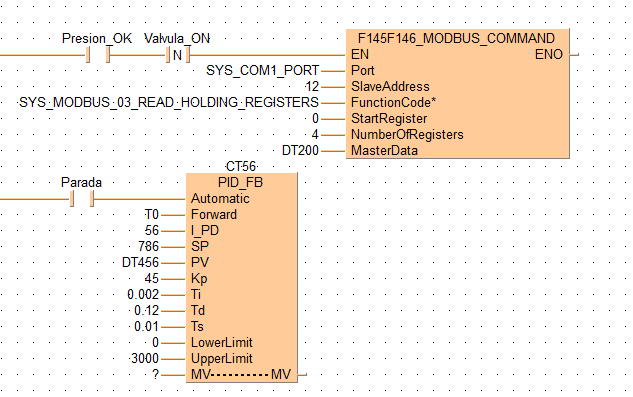 Presion_OK Valvula_ON F145F146_MODBUS_COMMAND
N EN ENO
SYS_COM1_PORT Port
12 SlaveAddress
SYS_MODBUS_03_READ_HOLDING_REGISTERS FunctionCode*
0 StartRegister
4 NumberOfRegisters
DT200 MasterData
CT56
Parada PID_FB
Automatic
T0 Forward
56 I_PD
786 SP
DT456 PV
45 Kp
0.002 Ti
0.12 Td
0.01 Ts
0 LowerLimit
3000 UpperLimit
? MV MV